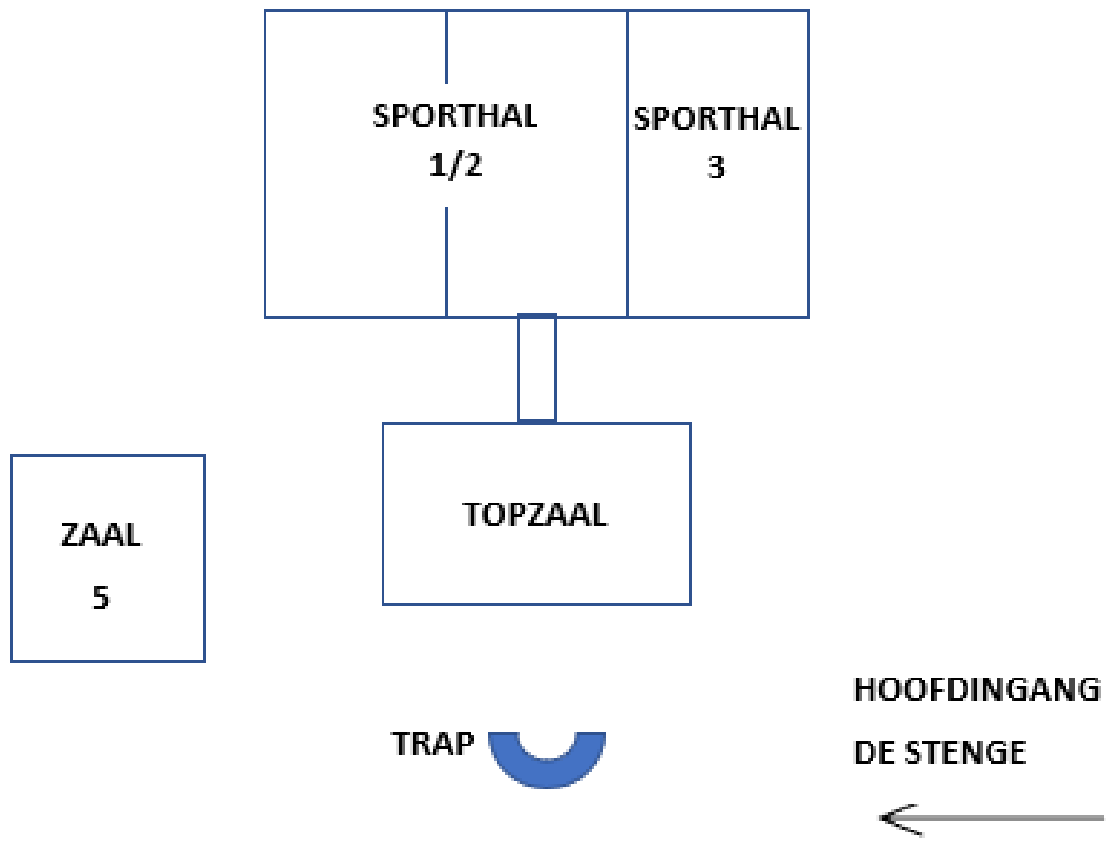 SPORTHAL
1/2
SPORTHAL
3
TOPZAAL
ZAAL
5
TRAP
HOOFDINGANG
DE STENGE